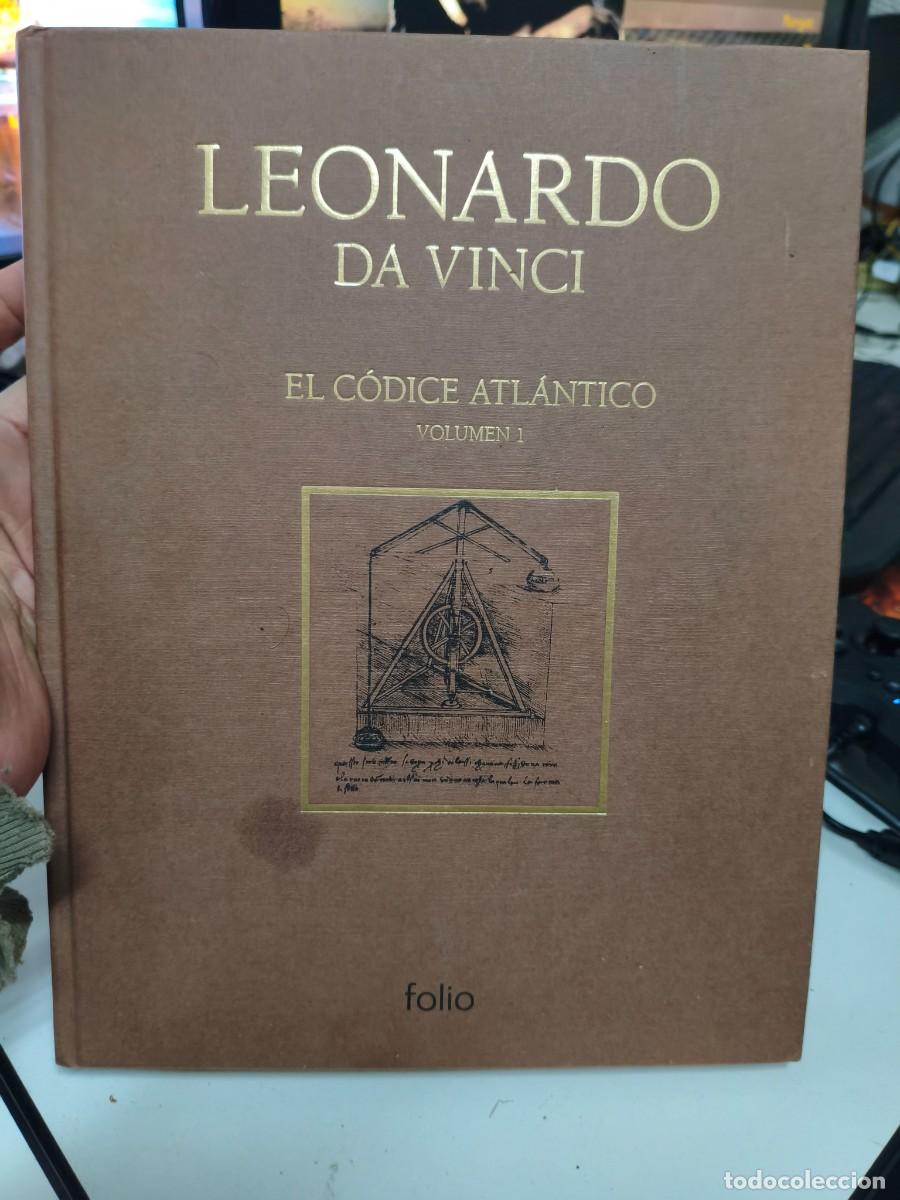 LEONARDO
DA VINCI
EL CÓDICE ATLÁNTICO
VOLUMEN 1
folio
todocoleccion